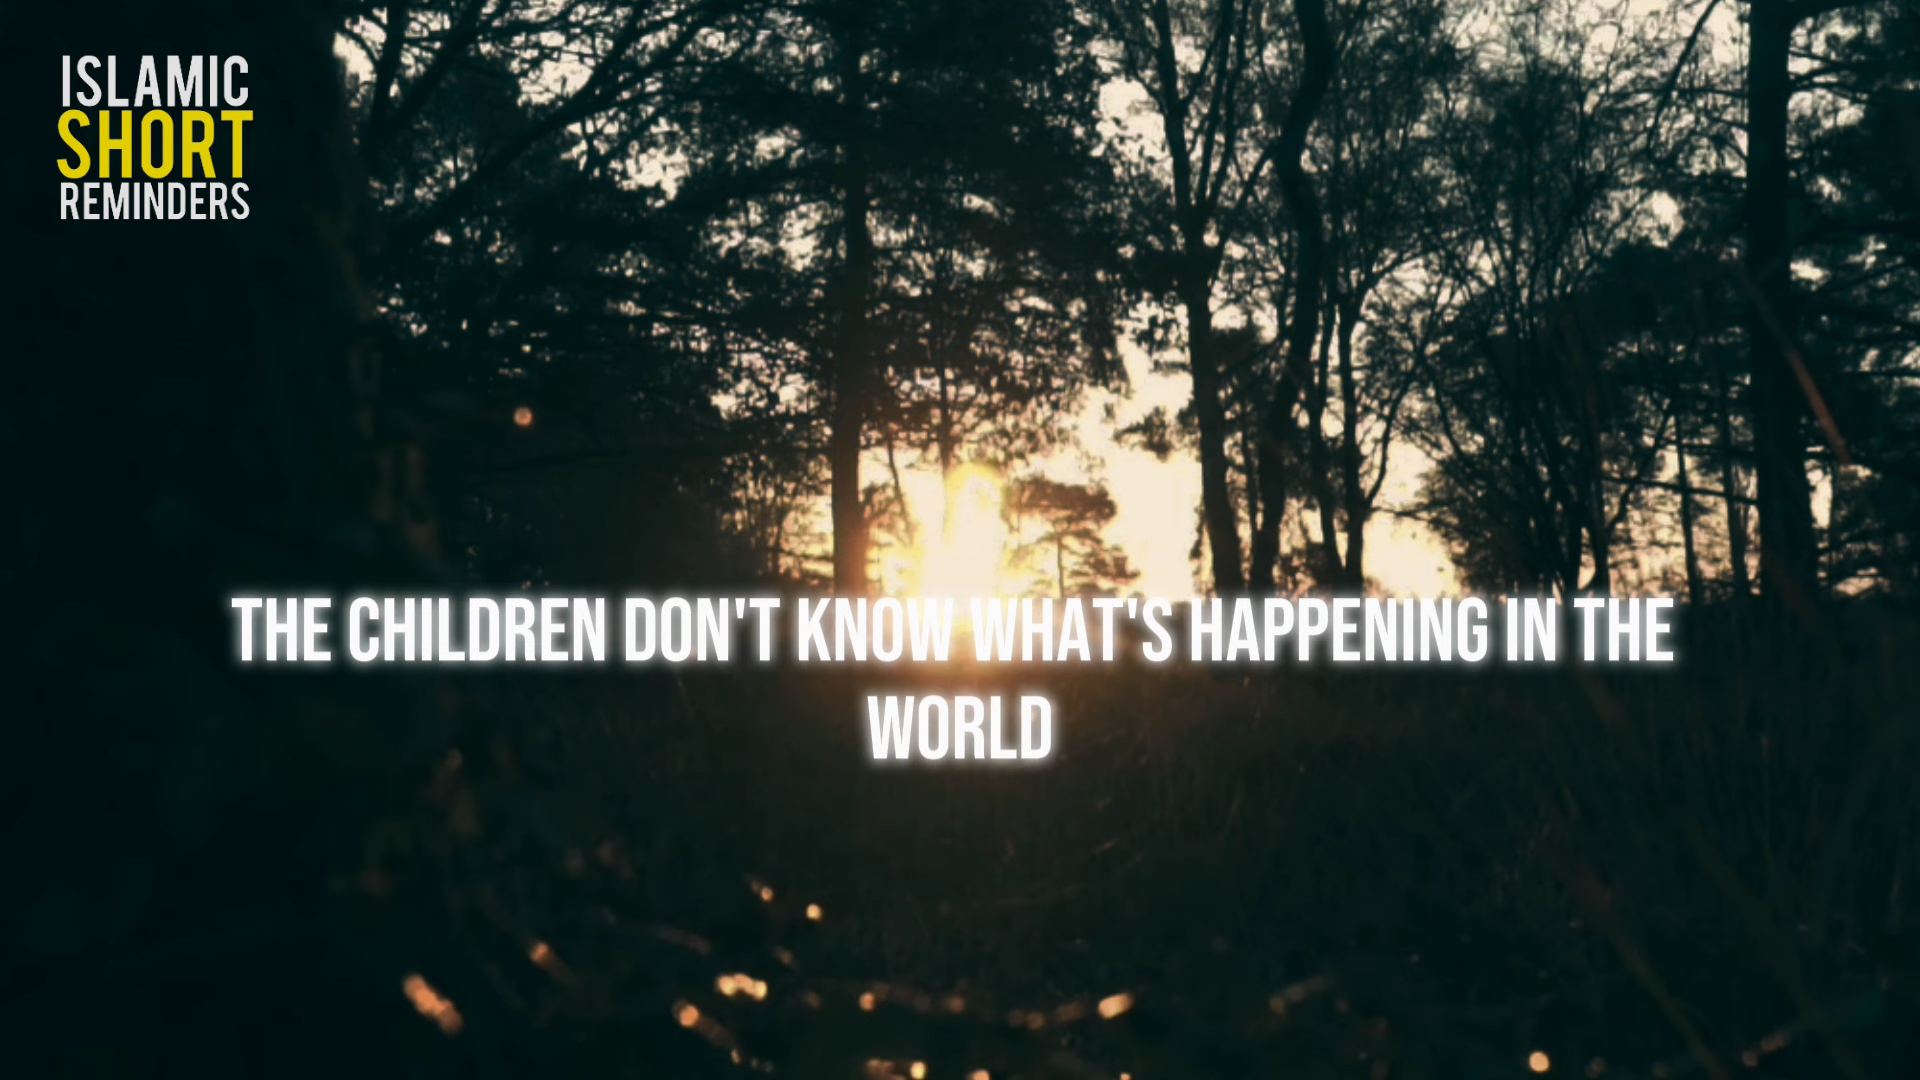 ISLAMIC
SHORT
REMINDERS
THE CHILDREN DON'T KNOW WHAT'S HAPPENING IN THE
WORLD